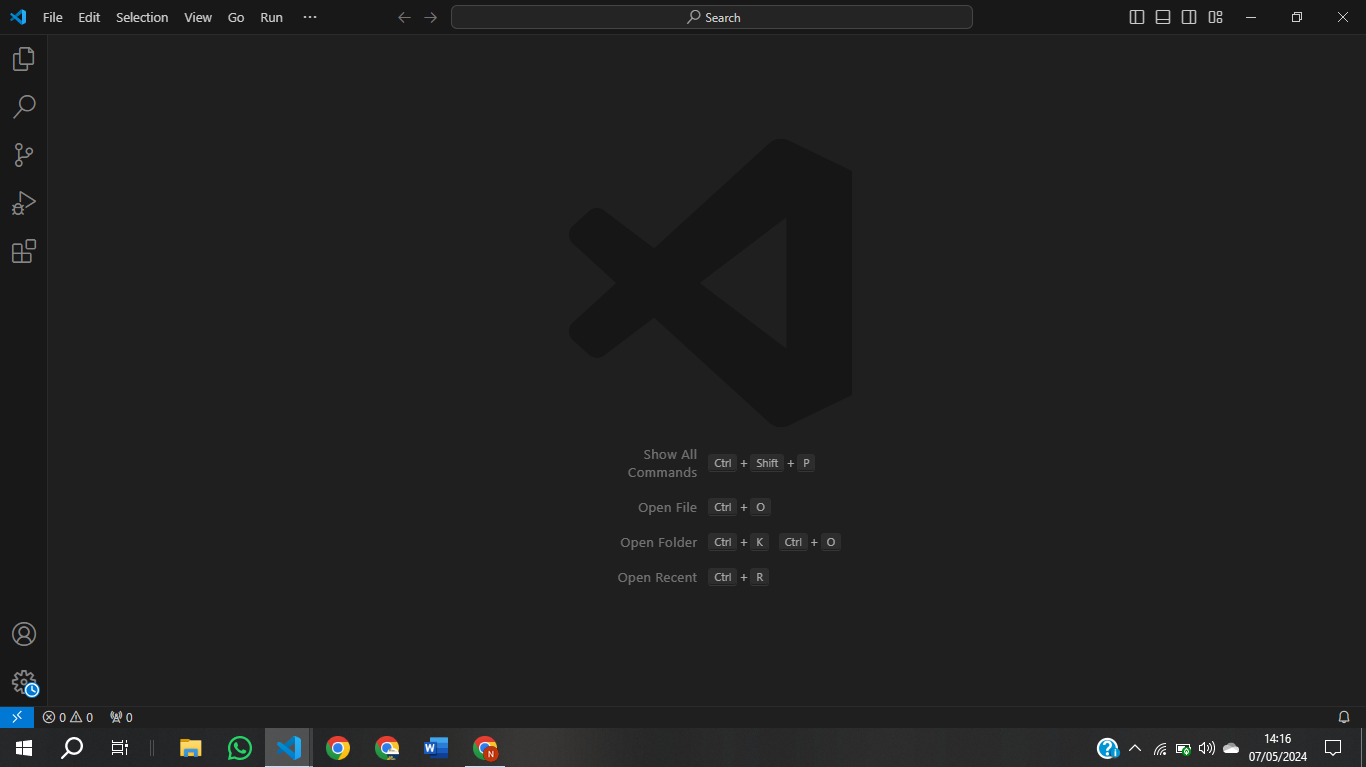 File Edit Selection View Go Run ···
Search
Show All
Commands
Ctrl + Shift + P
Open File Ctrl + O
Open Folder Ctrl + K Ctrl + O
Open Recent Ctrl + R
0 0 0
W N
14:16
07/05/2024